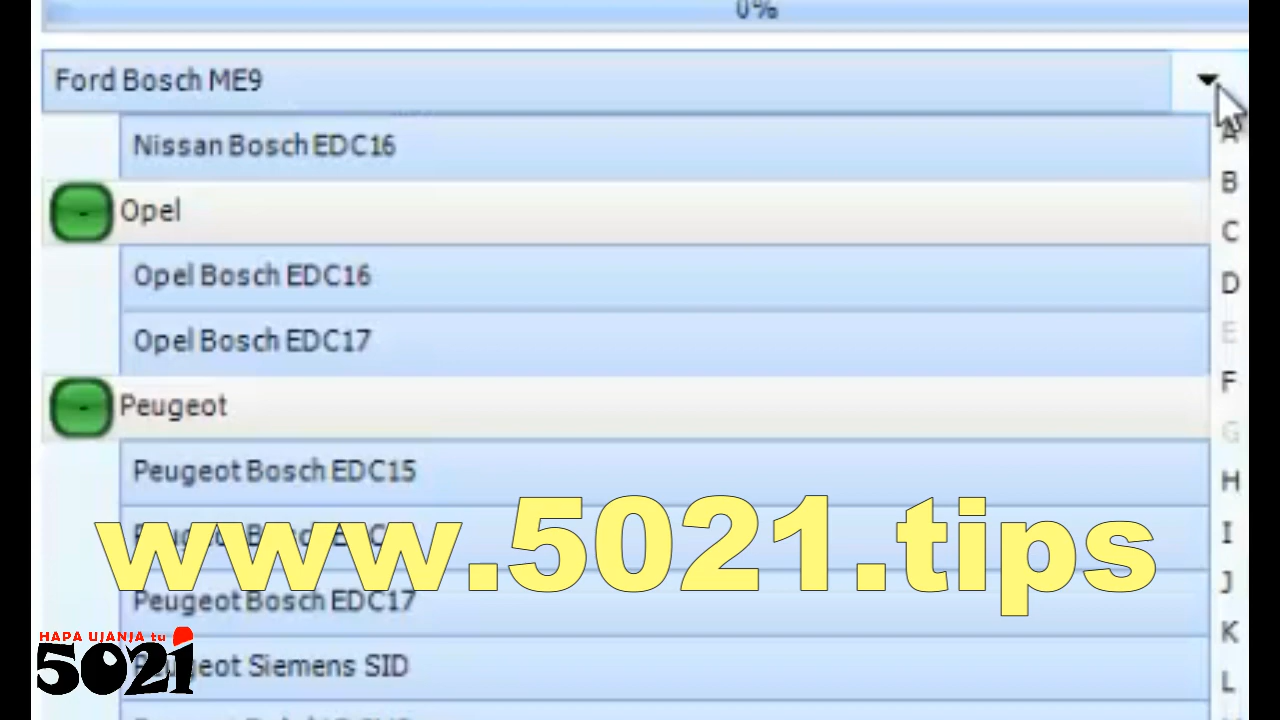 0%
Ford Bosch ME9
Nissan Bosch EDC16
A
B
Opel
C
Opel Bosch EDC16
D
E
Opel Bosch EDC17
F
Peugeot
G
Peugeot Bosch EDC15
H
www.5021.tips
I
J
Peugeot Bosch EDC17
K
HAPA UJANJA tu
5021
Peugeot Siemens SID
L